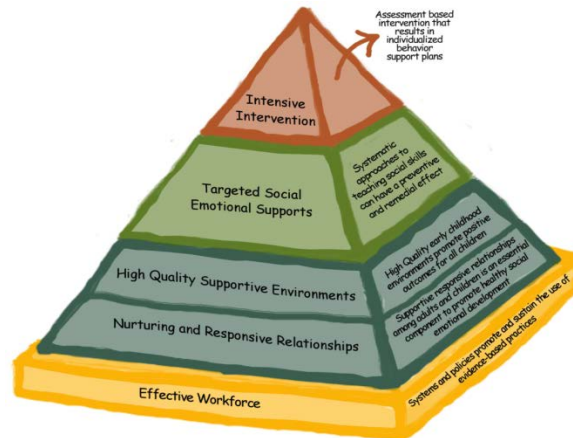 Assessment based
intervention that
results in
individualized
behavior
support plans
Intensive
Intervention
Targeted Social
Emotional Supports
Systematic
approaches to
teaching social skills
can have a preventive
and remedial effect
High Quality Supportive Environments
High Quality early childhood
environments promote positive
outcomes for all children
Nurturing and Responsive Relationships
Supportive responsive relationships
among adults and children is an essential
component to promote healthy social
emotional development
Effective Workforce
Systems and policies promote and sustain the use of
evidence-based practices